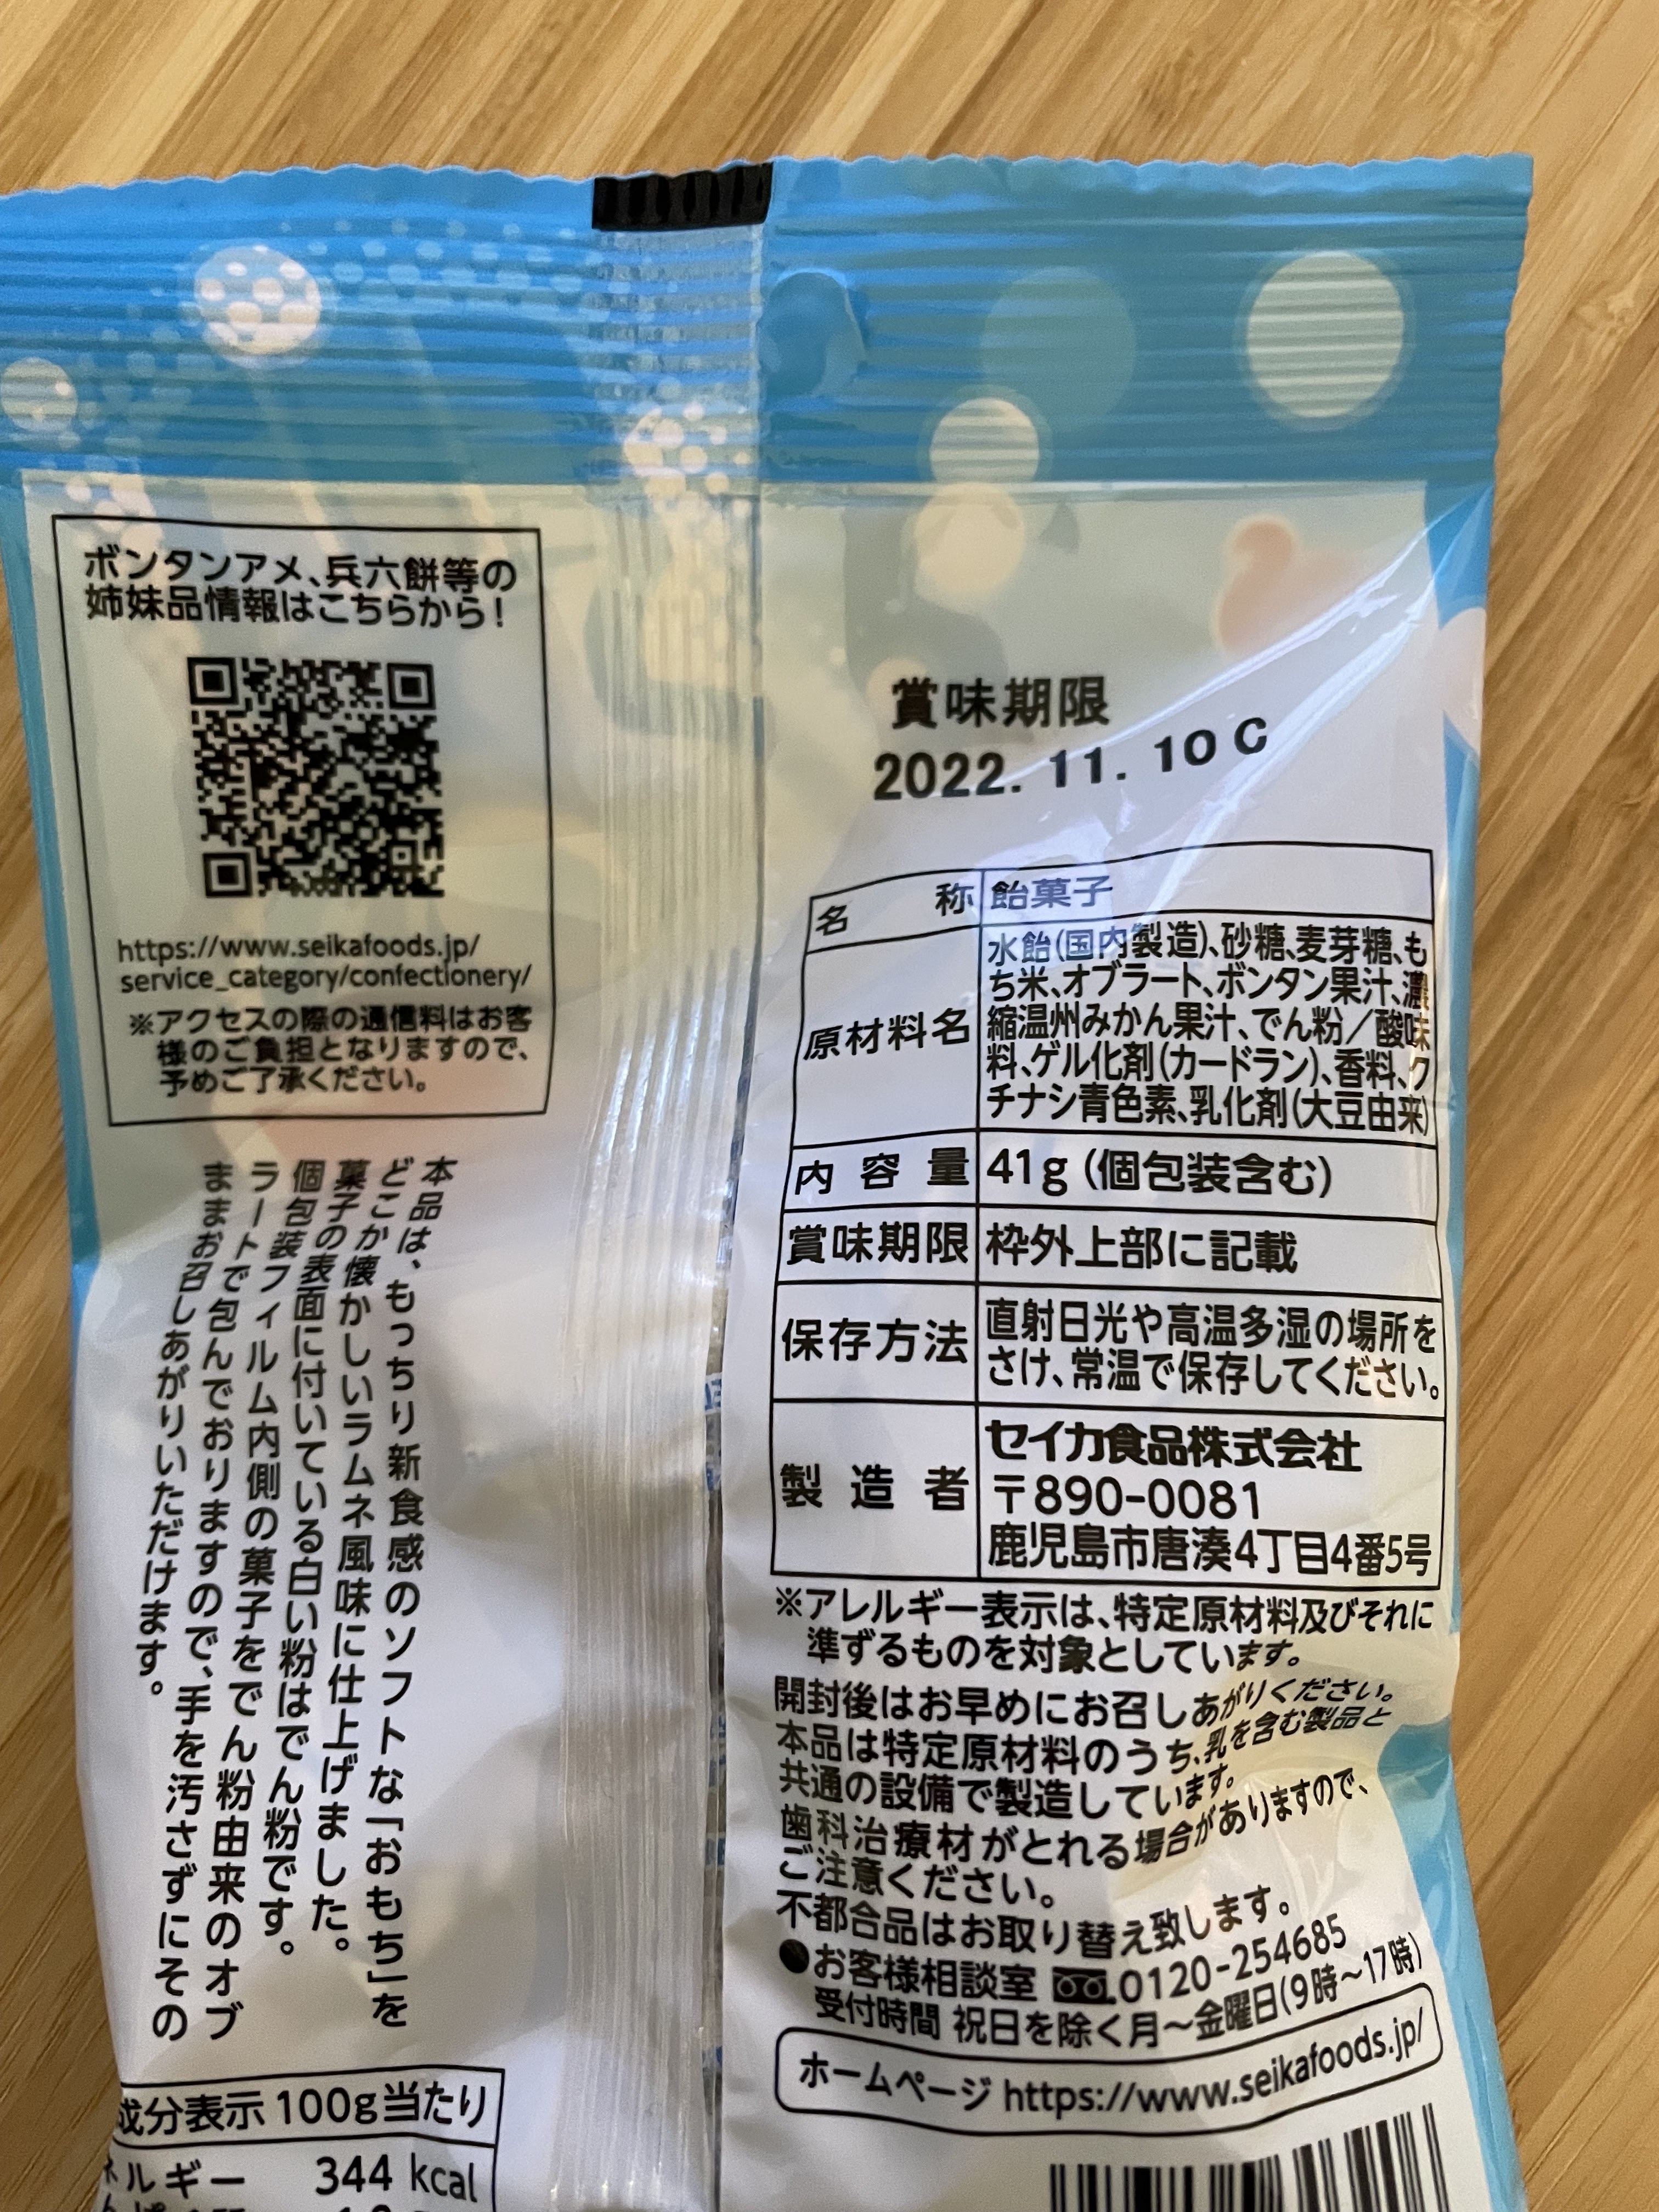 ボンタンアメ、兵六餅等の
姉妹品情報はこちらから!
https://www.seikafoods.jp/
service_category/confectionery/
※アクセスの際の通信料はお客
様のご負担となりますので、
予めご了承ください。
本品は、もっちり新食感のソフトな「おもち」を
どこか懐かしいラムネ風味に仕上げました。
菓子の表面に付いている白い粉はでん粉です。
個包装フィルム内側の菓子をでん粉由来のオブ
ラートで包んでおりますので、手を汚さずにその
ままお召しあがりいただけます。
成分表示 100g当たり
ネルギー 344 kcal
賞味期限
2022. 11. 10 C
名称 飴菓子
原材料名 水飴(国内製造)、砂糖、麦芽糖、も
ち米、オブラート、ボンタン果汁、濃
縮温州みかん果汁、でん粉/酸味
料、ゲル化剤(カードラン)、香料、ク
チナシ青色素、乳化剤(大豆由来)
内容量 41g(個包装含む)
賞味期限 枠外上部に記載
保存方法 直射日光や高温多湿の場所を
さけ、常温で保存してください。
製造者 セイカ食品株式会社
〒890-0081
鹿児島市唐湊4丁目4番5号
※アレルギー表示は、特定原材料及びそれに
準ずるものを対象としています。
開封後はお早めにお召しあがりください。
本品は特定原材料のうち、乳を含む製品と
共通の設備で製造しています。
歯科治療材がとれる場合がありますので、
ご注意ください。
不都合品はお取り替え致します。
●お客様相談室 0120-254685
受付時間 祝日を除く月～金曜日(9時～17時)
ホームページ https://www.seikafoods.jp/